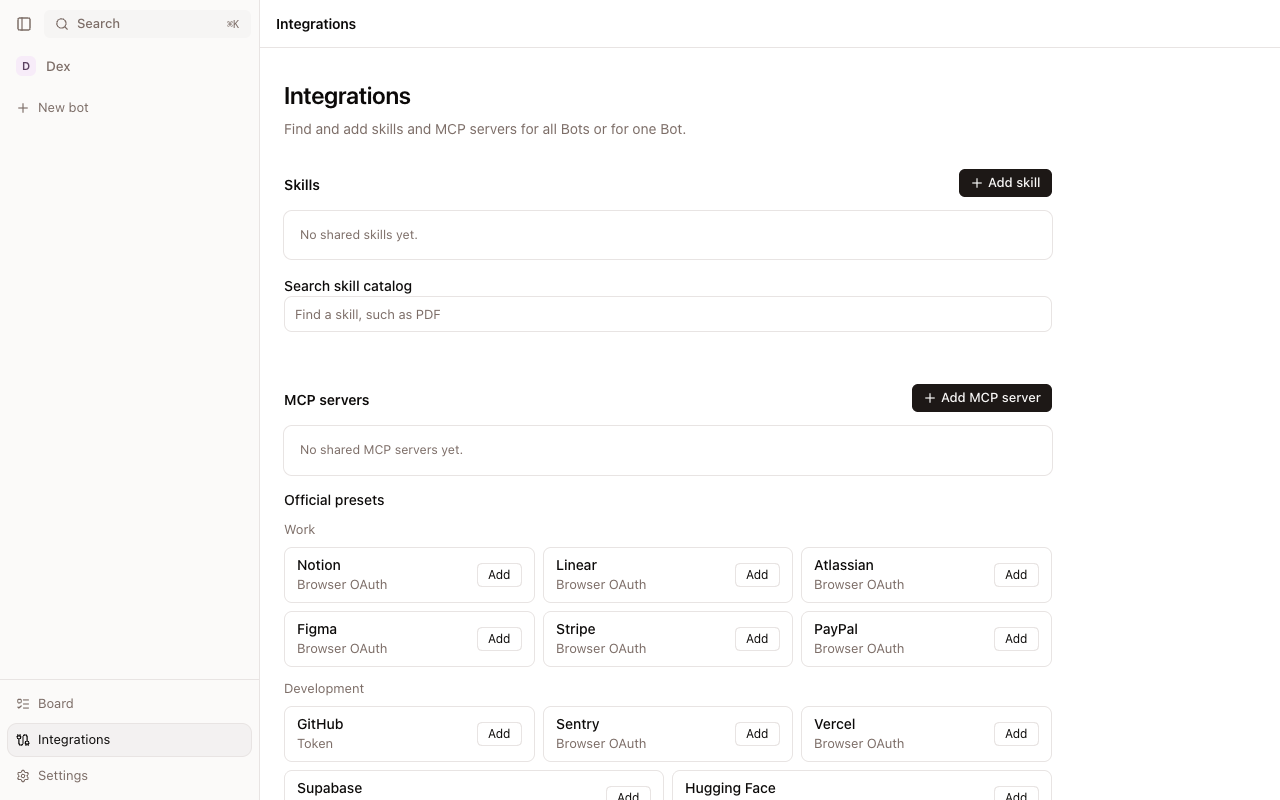 Search ⌘K
Integrations
D Dex
New bot
Integrations
Find and add skills and MCP servers for all Bots or for one Bot.
Skills
Add skill
No shared skills yet.
Search skill catalog
Find a skill, such as PDF
MCP servers
Add MCP server
No shared MCP servers yet.
Official presets
Work
Notion
Browser OAuth
Add
Linear
Browser OAuth
Add
Atlassian
Browser OAuth
Add
Figma
Browser OAuth
Add
Stripe
Browser OAuth
Add
PayPal
Browser OAuth
Add
Development
GitHub
Token
Add
Sentry
Browser OAuth
Add
Vercel
Browser OAuth
Add
Supabase
Add
Hugging Face
Add
Board
Integrations
Settings